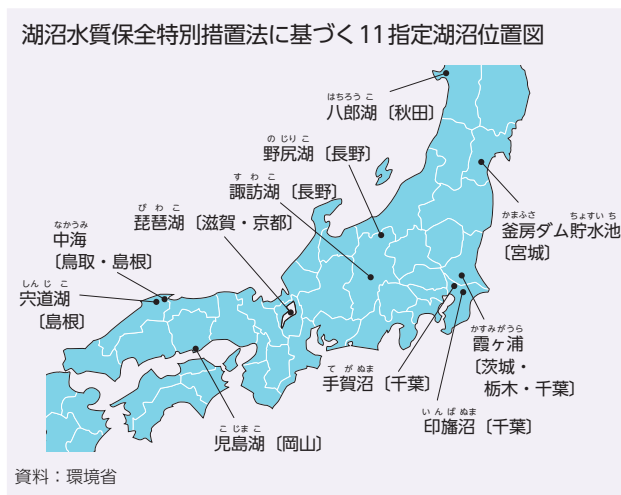 湖沼水質保全特別措置法に基づく11指定湖沼位置図
はちろう こ
八郎湖〔秋田〕
の じり こ
野尻湖〔長野〕
す わ こ
諏訪湖〔長野〕
び わ こ
琵琶湖〔滋賀・京都〕
なかうみ
中海
〔鳥取・島根〕
しん じ こ
宍道湖
〔島根〕
かまふさ ちょすい ち
釜房ダム貯水池
〔宮城〕
かすみがうら
霞ヶ浦
〔茨城・
栃木・千葉〕
て が ぬま
手賀沼〔千葉〕
いん ば ぬま
印旛沼〔千葉〕
こ じま こ
児島湖〔岡山〕
資料：環境省